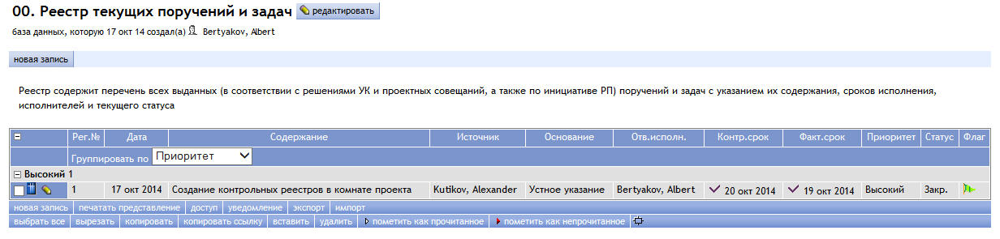 00. Реестр текущих поручений и задач редактировать
база данных, которую 17 окт 14 создал(а) Bertyakov, Albert
новая запись
Реестр содержит перечень всех выданных (в соответствии с решениями УК и проектных совещаний, а также по инициативе РП) поручений и задач с указанием их содержания, сроков исполнения,
исполнителей и текущего статуса
Рег.№ Дата Содержание Источник Основание Отв.исполн. Контр.срок Факт.срок Приоритет Статус Флаг
Группировать по Приоритет
Высокий 1
1 17 окт 2014 Создание контрольных реестров в комнате проекта Kutikov, Alexander Устное указание Bertyakov, Albert 20 окт 2014 19 окт 2014 Высокий Закр.
новая запись печатать представление доступ уведомление экспорт импорт
выбрать все вырезать копировать копировать ссылку вставить удалить пометить как прочитанное пометить как непрочитанное